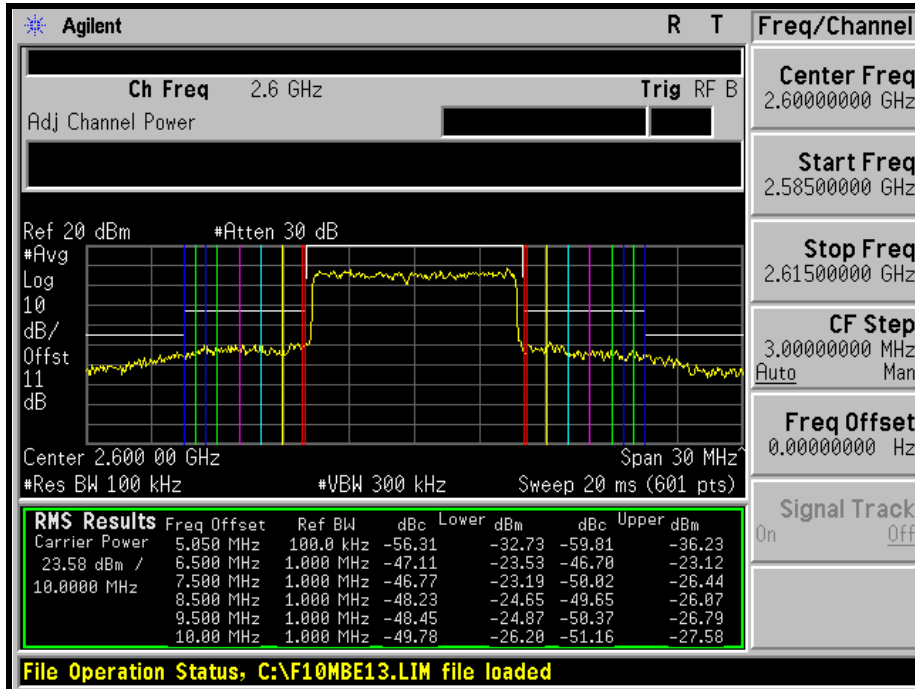 Agilent R T
Ch Freq 2.6 GHz Trig RF B
Adj Channel Power
Ref 20 dBm #Atten 30 dB
#Avg
Log
10
dB/
Offst
11
dB
Center 2.600 00 GHz Span 30 MHz^
#Res BW 100 kHz #VBW 300 kHz Sweep 20 ms (601 pts)
RMS Results Freq Offset Ref BW dBc Lower dBm dBc Upper dBm
Carrier Power 5.050 MHz 100.0 kHz -56.31 -32.73 -59.81 -36.23
23.58 dBm / 6.500 MHz 1.000 MHz -47.11 -23.53 -46.70 -23.12
10.0000 MHz 7.500 MHz 1.000 MHz -46.77 -23.19 -50.02 -26.44
8.500 MHz 1.000 MHz -48.23 -24.65 -49.65 -26.07
9.500 MHz 1.000 MHz -48.45 -24.87 -50.37 -26.79
10.00 MHz 1.000 MHz -49.78 -26.20 -51.16 -27.58
File Operation Status, C:\F10MBE13.LIM file loaded
Freq/Channel
Center Freq
2.60000000 GHz
Start Freq
2.58500000 GHz
Stop Freq
2.61500000 GHz
CF Step
3.00000000 MHz
Auto Man
Freq Offset
0.00000000 Hz
Signal Track
On Off